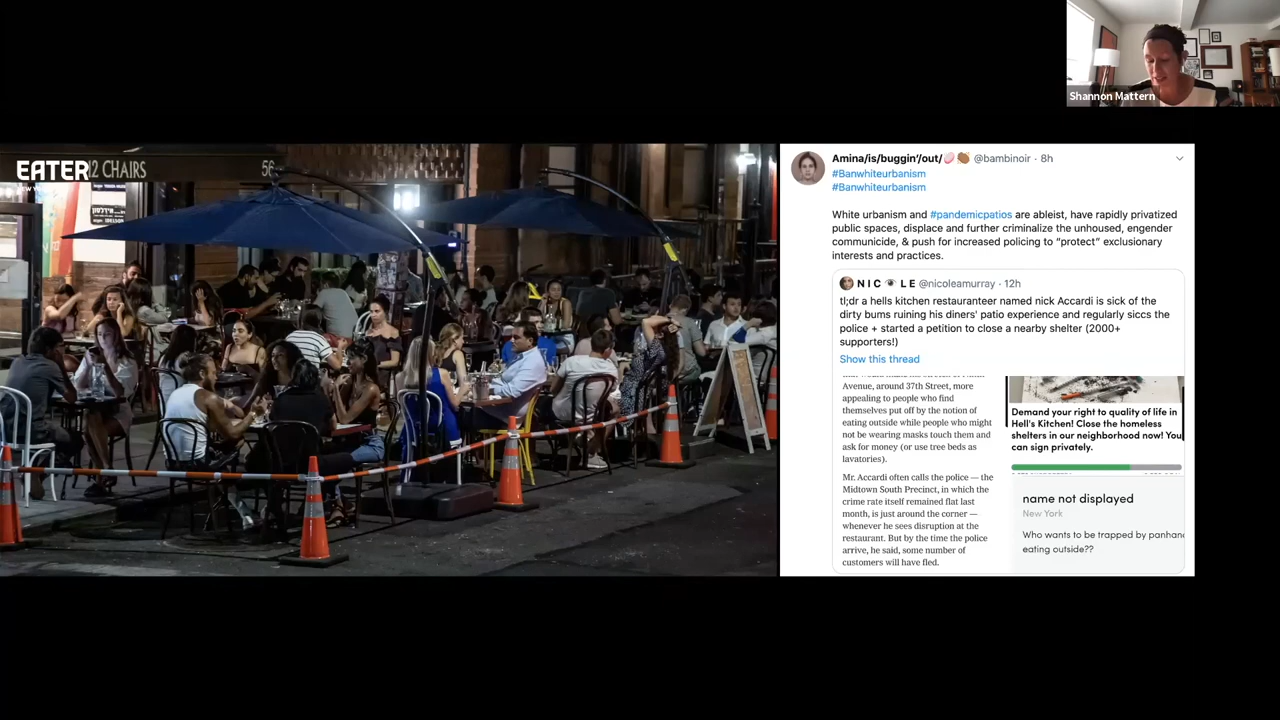 Shannon Mattern
EATER
NEW YORK
12 CHAIRS
56
Amina/is/buggin'/out/🥔👏🏾 @bambinoir · 8h
#Banwhiteurbanism
#Banwhiteurbanism
White urbanism and #pandemicpatios are ableist, have rapidly privatized
public spaces, displace and further criminalize the unhoused, engender
communicide, & push for increased policing to “protect” exclusionary
interests and practices.
N I C 👁 L E @nicoleamurray · 12h
tl;dr a hells kitchen restauranteer named nick Accardi is sick of the
dirty bums ruining his diners' patio experience and regularly siccs the
police + started a petition to close a nearby shelter (2000+
supporters!)
Show this thread
Avenue, around 37th Street, more
appealing to people who find
themselves put off by the notion of
eating outside while people who might
not be wearing masks touch them and
ask for money (or use tree beds as
lavatories).
Mr. Accardi often calls the police — the
Midtown South Precinct, in which the
crime rate itself remained flat last
month, is just around the corner —
whenever he sees disruption at the
restaurant. But by the time the police
arrive, he said, some number of
customers will have fled.
Demand your right to quality of life in
Hell's Kitchen! Close the homeless
shelters in our neighborhood now! You
can sign privately.
name not displayed
New York
Who wants to be trapped by panhand
eating outside??